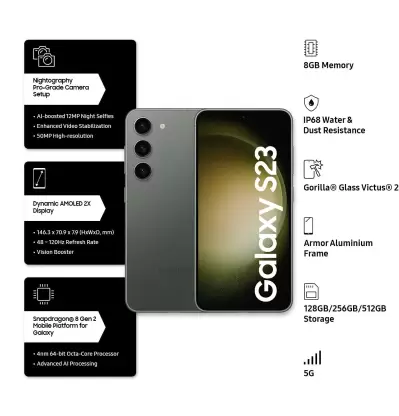 Nightography
Pro-Grade Camera
Setup
• AI-boosted 12MP Night Selfies
• Enhanced Video Stabilization
• 50MP High-resolution
Dynamic AMOLED 2X
Display
• 146.3 x 70.9 x 7.9 (HxWxD, mm)
• 48 – 120Hz Refresh Rate
• Vision Booster
Snapdragon® 8 Gen 2
Mobile Platform for
Galaxy
• 4nm 64-bit Octa-Core Processor
• Advanced AI Processing
Galaxy S23
8GB Memory
IP68 Water &
Dust Resistance
Gorilla® Glass Victus® 2
Armor Aluminium
Frame
128GB/256GB/512GB
Storage
5G